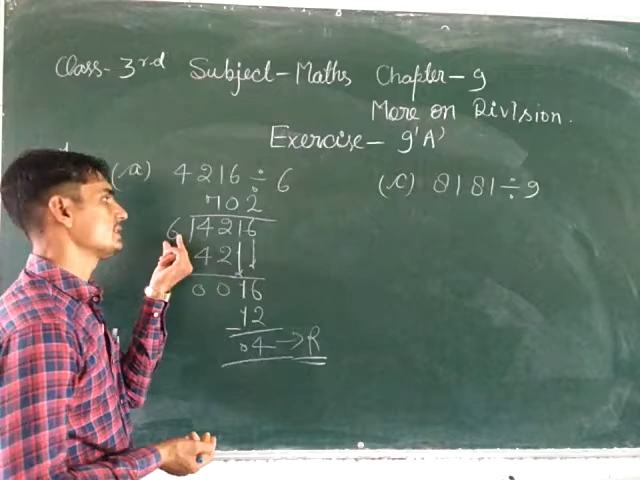 Class - 3rd Subject - Maths Chapter - 9
More on Division.
Exercise - 9'A'
(a) 4216 ÷ 6
(c) 8181 ÷ 9
702
6 4216
42
0016
12
04 → R